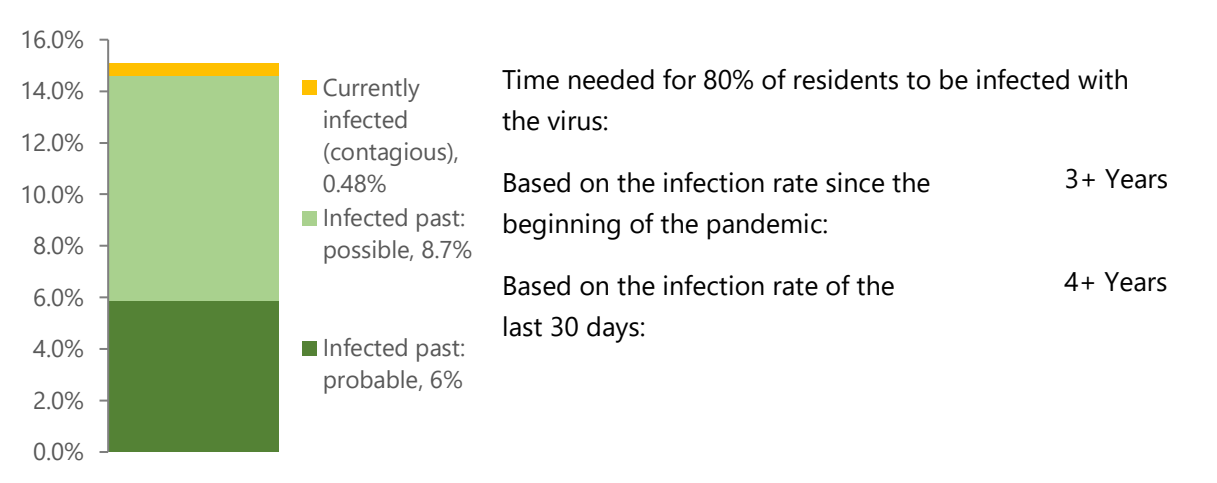 16.0%
14.0%
12.0%
10.0%
8.0%
6.0%
4.0%
2.0%
0.0%
Currently
infected
(contagious),
0.48%
Infected past:
possible, 8.7%
Infected past:
probable, 6%
Time needed for 80% of residents to be infected with
the virus:
Based on the infection rate since the
beginning of the pandemic:
3+ Years
Based on the infection rate of the
last 30 days:
4+ Years